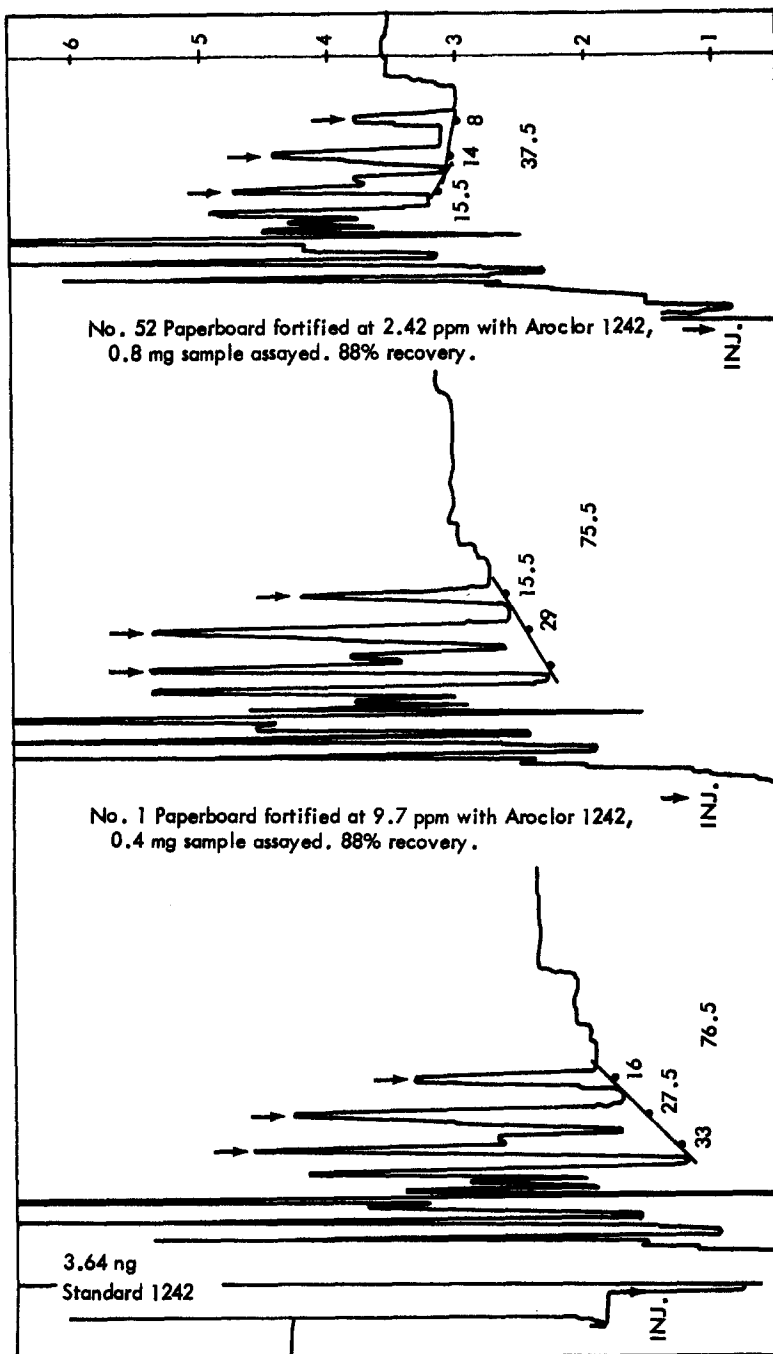 6
5
4
3
2
1
8
14
15.5
37.5
INJ.
No. 52 Paperboard fortified at 2.42 ppm with Aroclor 1242,
0.8 mg sample assayed. 88% recovery.
15.5
29
75.5
INJ.
No. 1 Paperboard fortified at 9.7 ppm with Aroclor 1242,
0.4 mg sample assayed. 88% recovery.
16
27.5
33
76.5
3.64 ng
Standard 1242
INJ.